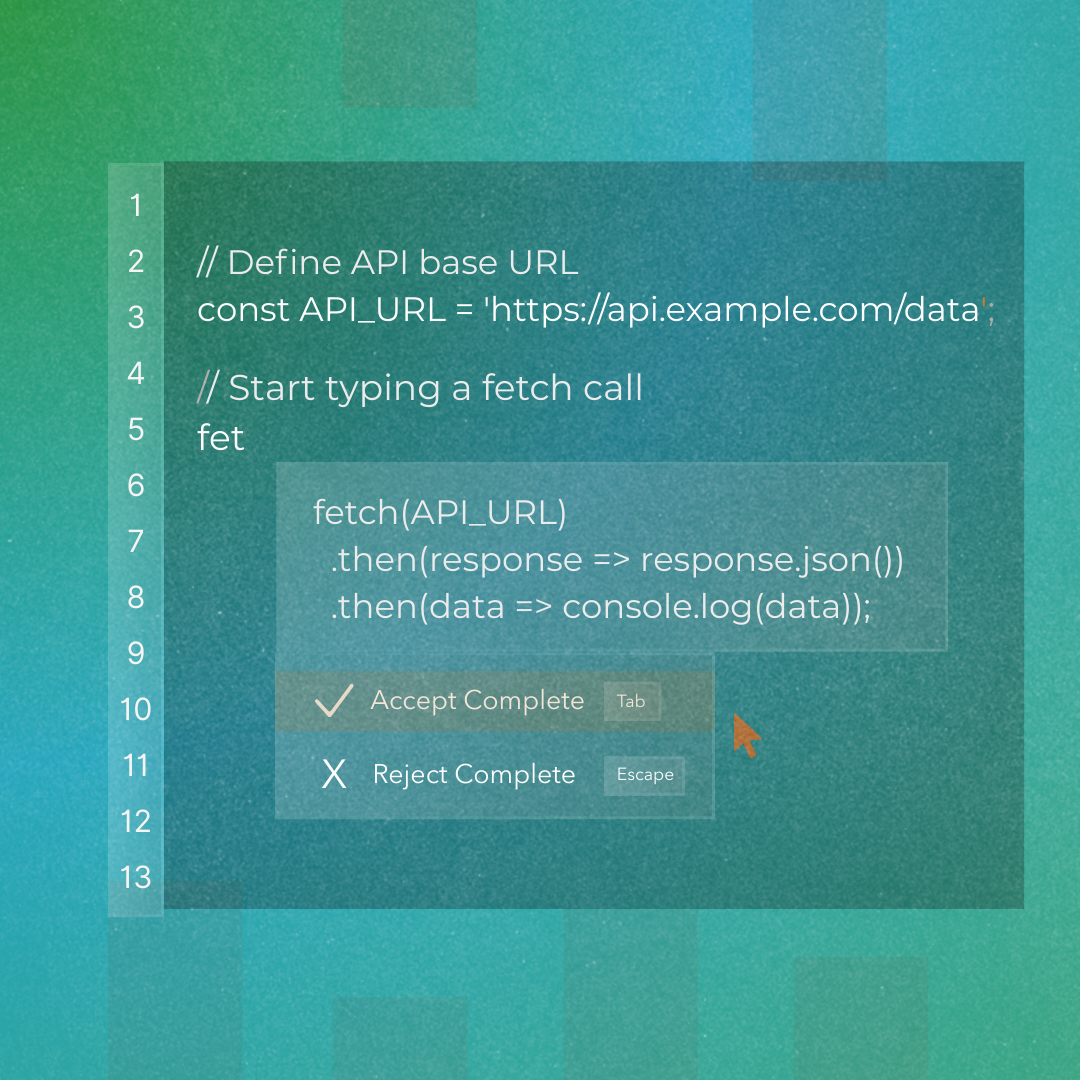 1
2
3
4
5
6
7
8
9
10
11
12
13
// Define API base URL
const API_URL = 'https://api.example.com/data';
// Start typing a fetch call
fet
fetch(API_URL)
.then(response => response.json())
.then(data => console.log(data));
Accept Complete Tab
X Reject Complete Escape